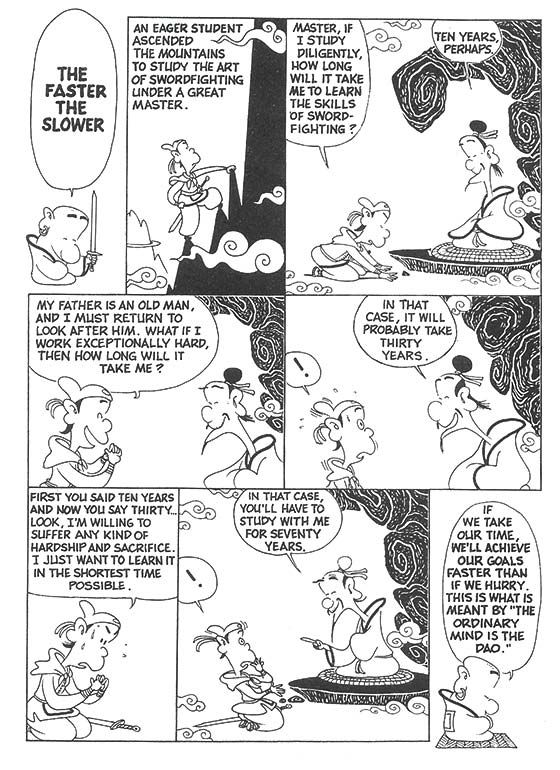 THE
FASTER
THE
SLOWER
AN EAGER STUDENT
ASCENDED
THE MOUNTAINS
TO STUDY THE ART
OF SWORDFIGHTING
UNDER A GREAT
MASTER.
MASTER, IF
I STUDY
DILIGENTLY,
HOW LONG
WILL IT TAKE
ME TO LEARN
THE SKILLS
OF SWORD-
FIGHTING?
TEN YEARS,
PERHAPS.
MY FATHER IS AN OLD MAN,
AND I MUST RETURN TO
LOOK AFTER HIM. WHAT IF I
WORK EXCEPTIONALLY HARD,
THEN HOW LONG WILL IT
TAKE ME?
IN THAT
CASE, IT WILL
PROBABLY TAKE
THIRTY
YEARS.
!
FIRST YOU SAID TEN YEARS
AND NOW YOU SAY THIRTY...
LOOK, I'M WILLING TO
SUFFER ANY KIND OF
HARDSHIP AND SACRIFICE.
I JUST WANT TO LEARN IT
IN THE SHORTEST TIME
POSSIBLE.
IN THAT CASE,
YOU'LL HAVE TO
STUDY WITH ME
FOR SEVENTY
YEARS.
!
IF
WE TAKE
OUR TIME,
WE'LL ACHIEVE
OUR GOALS
FASTER THAN
IF WE HURRY.
THIS IS WHAT IS
MEANT BY "THE
ORDINARY
MIND IS THE
DAO."